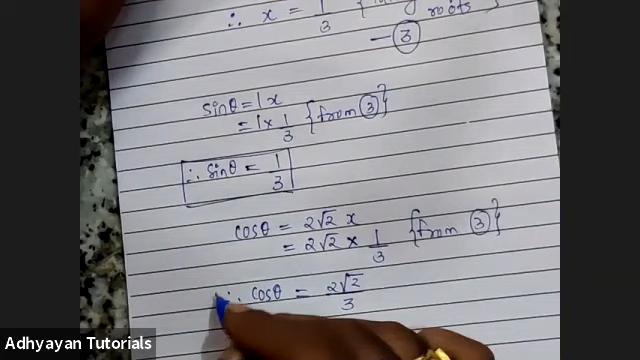 ∴ x = 1/3 { roots }
— ③
sinθ = 1x
= 1 × 1/3 {from ③}
∴ sinθ = 1/3
cosθ = 2√2 x
= 2√2 × 1/3 {from ③}
∴ cosθ = 2√2/3
Adhyayan Tutorials